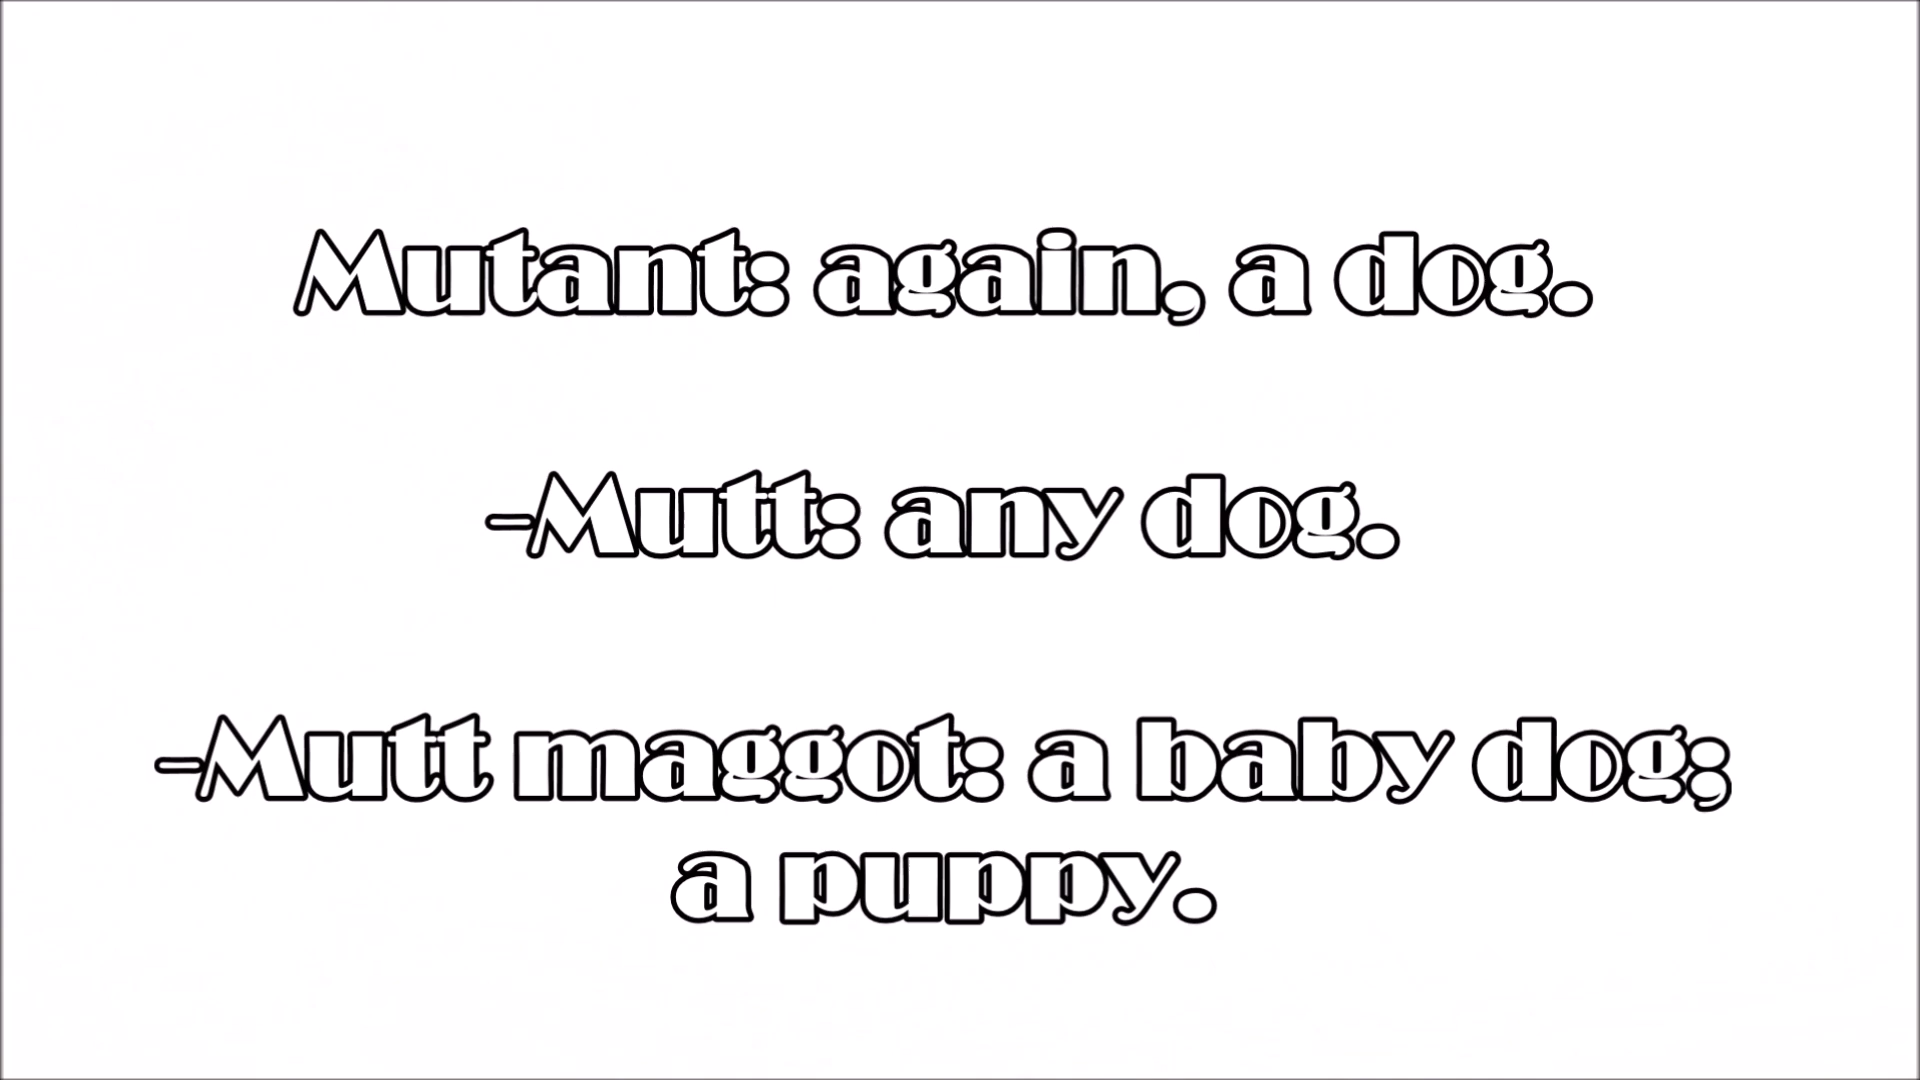 Mutant: again, a dog.
-Mutt: any dog.
-Mutt maggot: a baby dog;
a puppy.